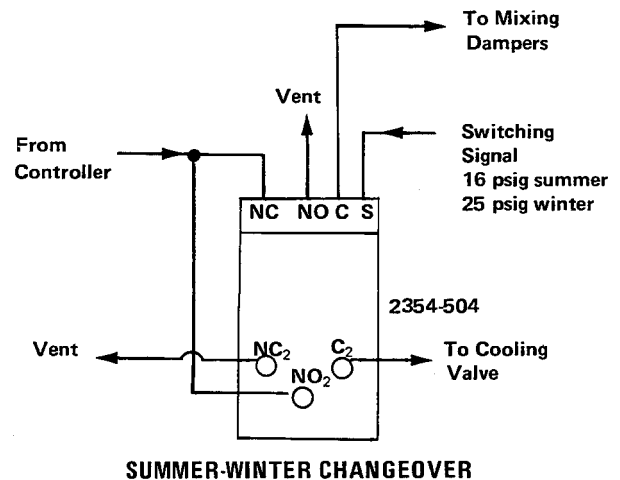 To Mixing
Dampers
Vent
From
Controller
Switching
Signal
16 psig summer
25 psig winter
NC NO C S
2354-504
Vent
NC2
C2
To Cooling
Valve
NO2
SUMMER-WINTER CHANGEOVER